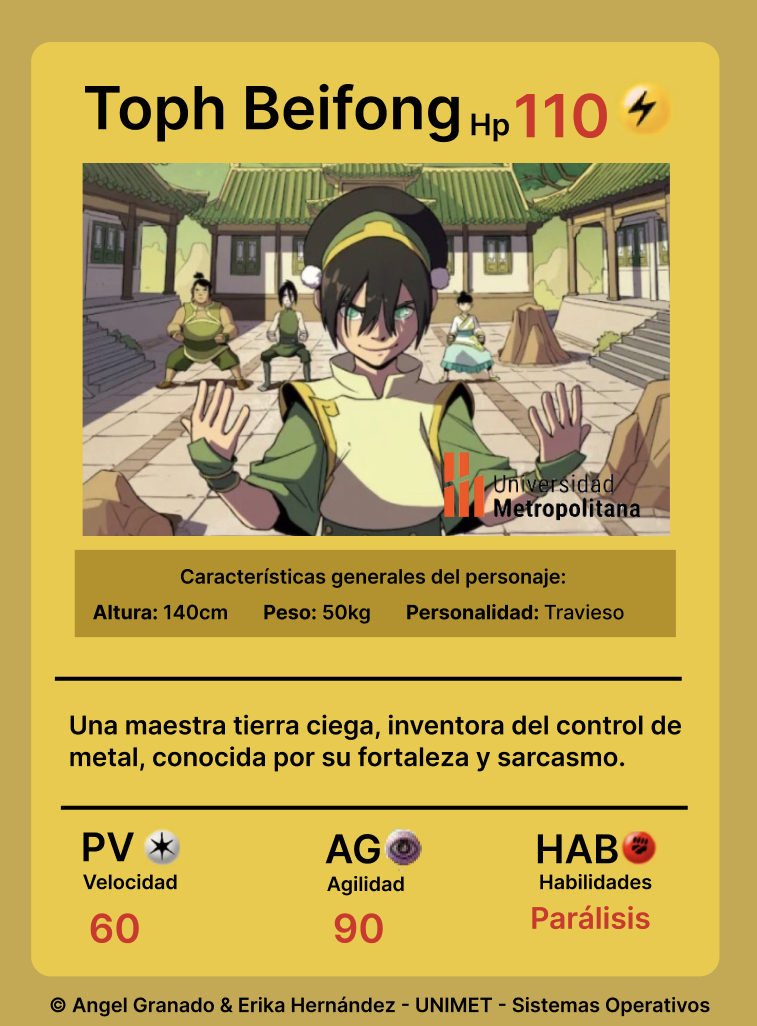 Toph Beifong Hp 110
Universidad
Metropolitana
Características generales del personaje:
Altura: 140cm Peso: 50kg Personalidad: Travieso
Una maestra tierra ciega, inventora del control de
metal, conocida por su fortaleza y sarcasmo.
PV AG HAB
Velocidad Agilidad Habilidades
60 90 Parálisis
© Angel Granado & Erika Hernández - UNIMET - Sistemas Operativos